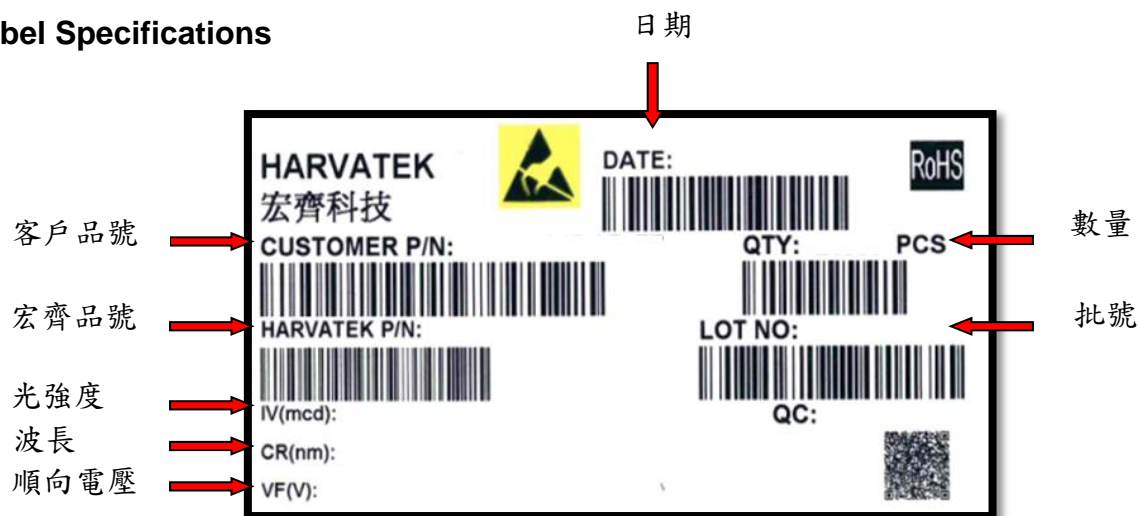 bel Specifications
日期
HARVATEK
宏齊科技
DATE:
RoHS
客戶品號
CUSTOMER P/N:
QTY: PCS
數量
宏齊品號
HARVATEK P/N:
LOT NO:
批號
光強度
IV(mcd):
QC:
波長
CR(nm):
順向電壓
VF(V):